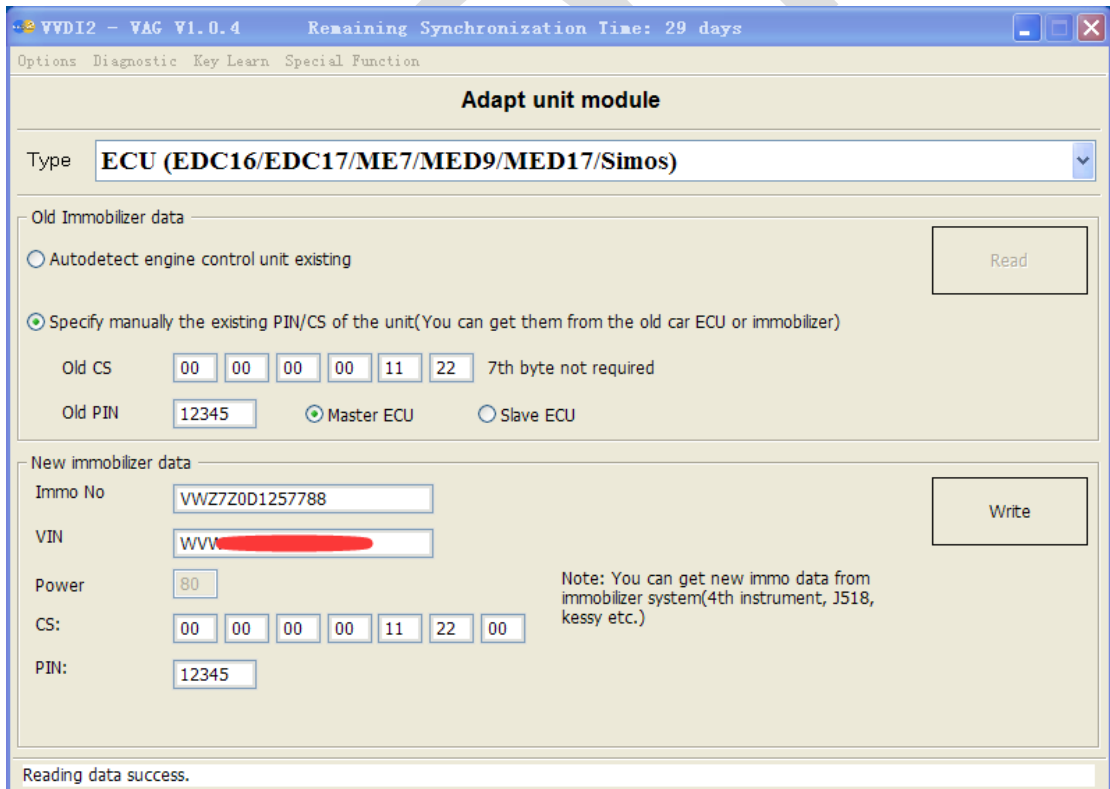 VVDI2 - VAG V1.0.4 Remaining Synchronization Time: 29 days
Options Diagnostic Key Learn Special Function
Adapt unit module
Type ECU (EDC16/EDC17/ME7/MED9/MED17/Simos)
Old Immobilizer data
Autodetect engine control unit existing
Read
Specify manually the existing PIN/CS of the unit(You can get them from the old car ECU or immobilizer)
Old CS 00 00 00 00 11 22 7th byte not required
Old PIN 12345 Master ECU Slave ECU
New immobilizer data
Immo No VWZ7Z0D1257788
Write
VIN WVW
Power 80
Note: You can get new immo data from
immobilizer system(4th instrument, J518,
kessy etc.)
CS: 00 00 00 00 11 22 00
PIN: 12345
Reading data success.